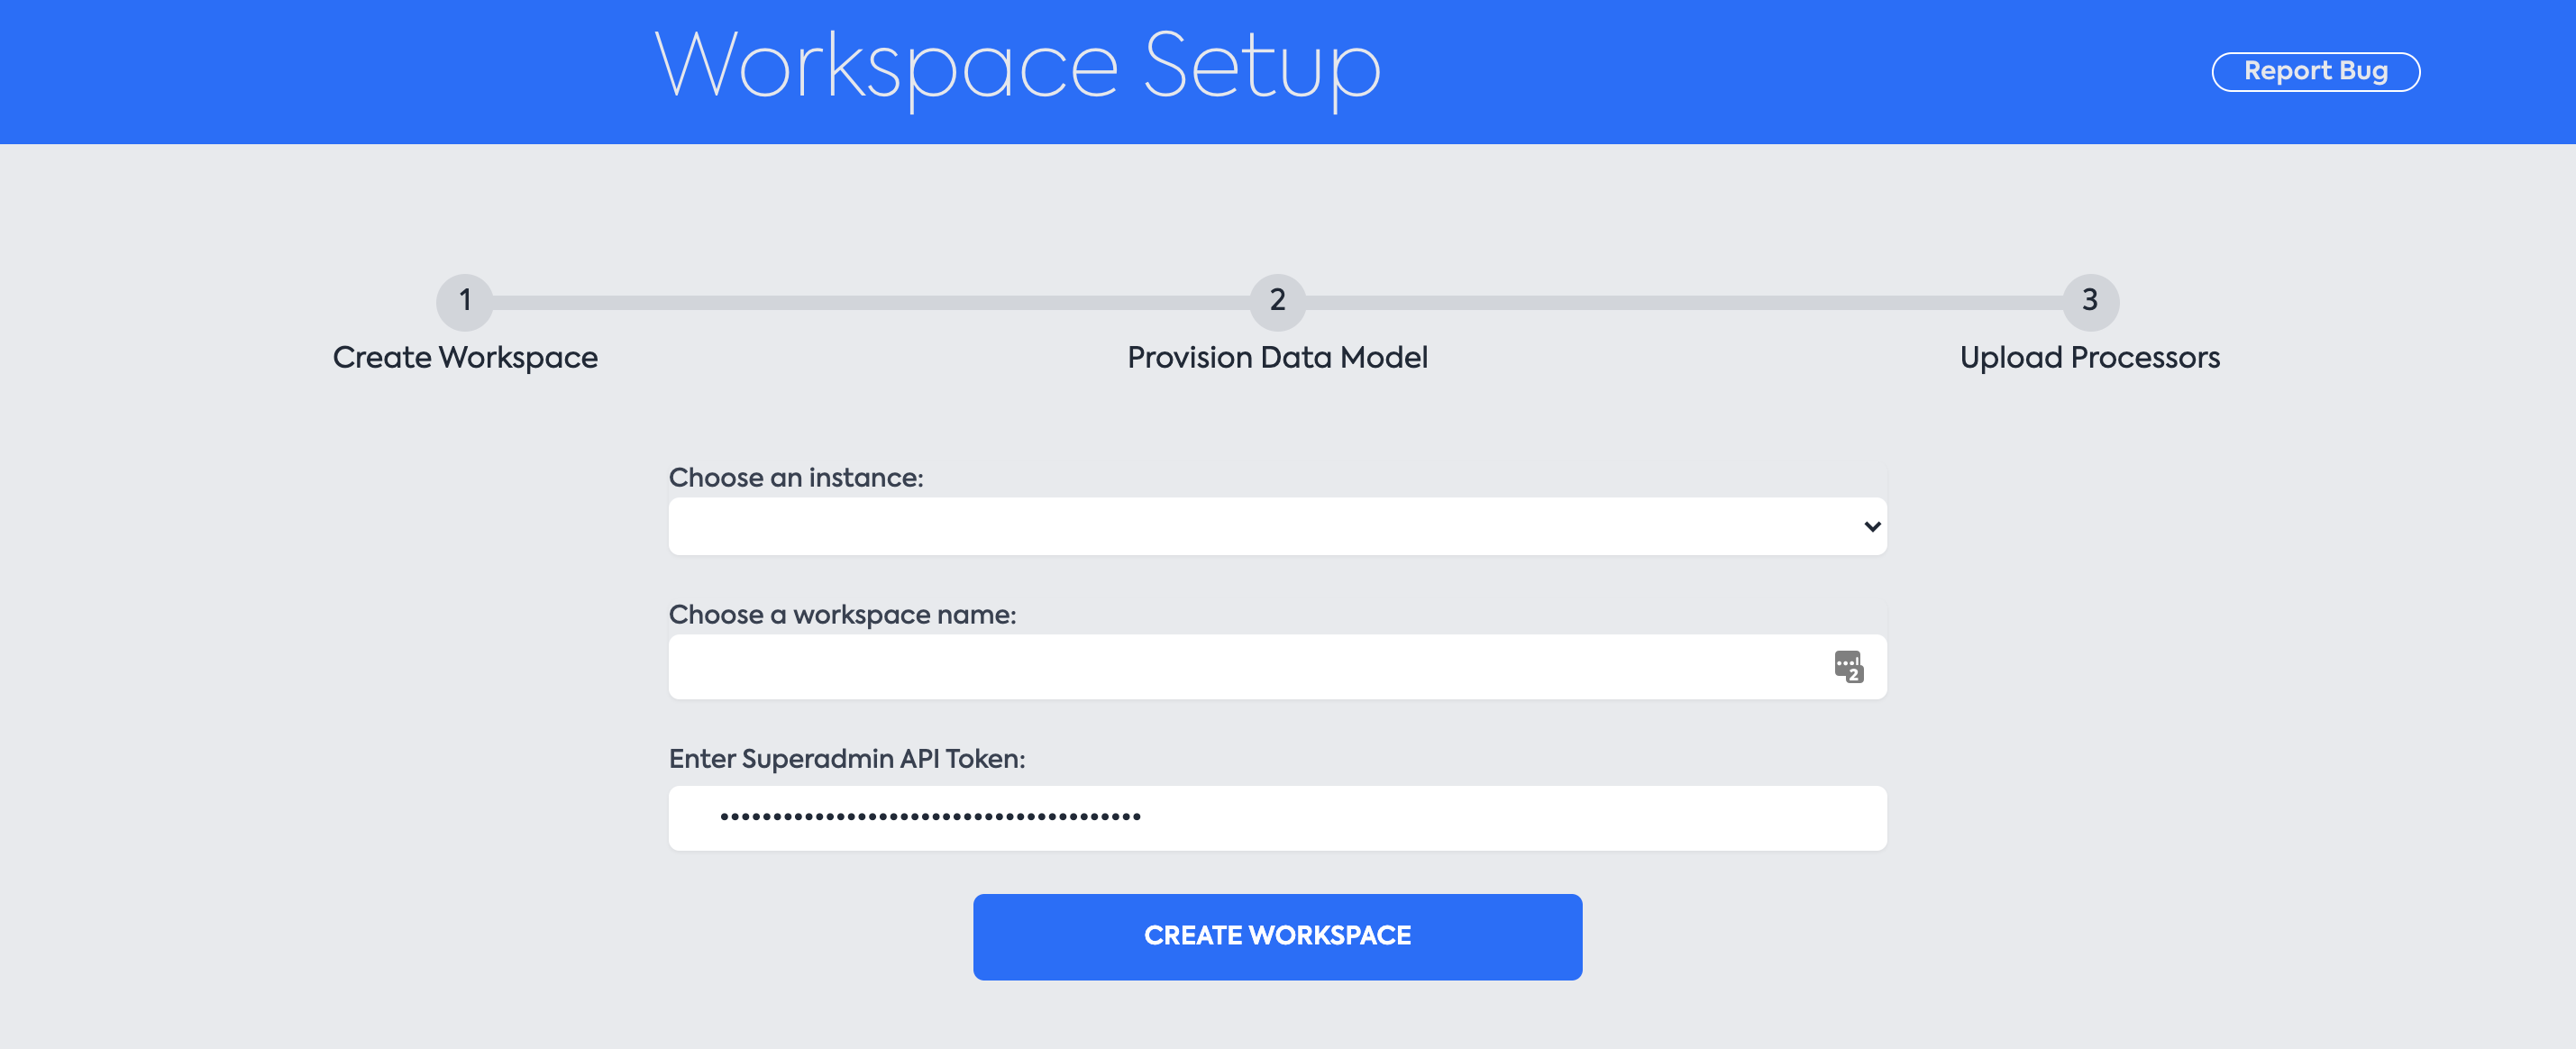 Workspace Setup
Report Bug
1
2
3
Create Workspace
Provision Data Model
Upload Processors
Choose an instance:
Choose a workspace name:
2
Enter Superadmin API Token:
••••••••••••••••••••••••••••••••••••••••
CREATE WORKSPACE